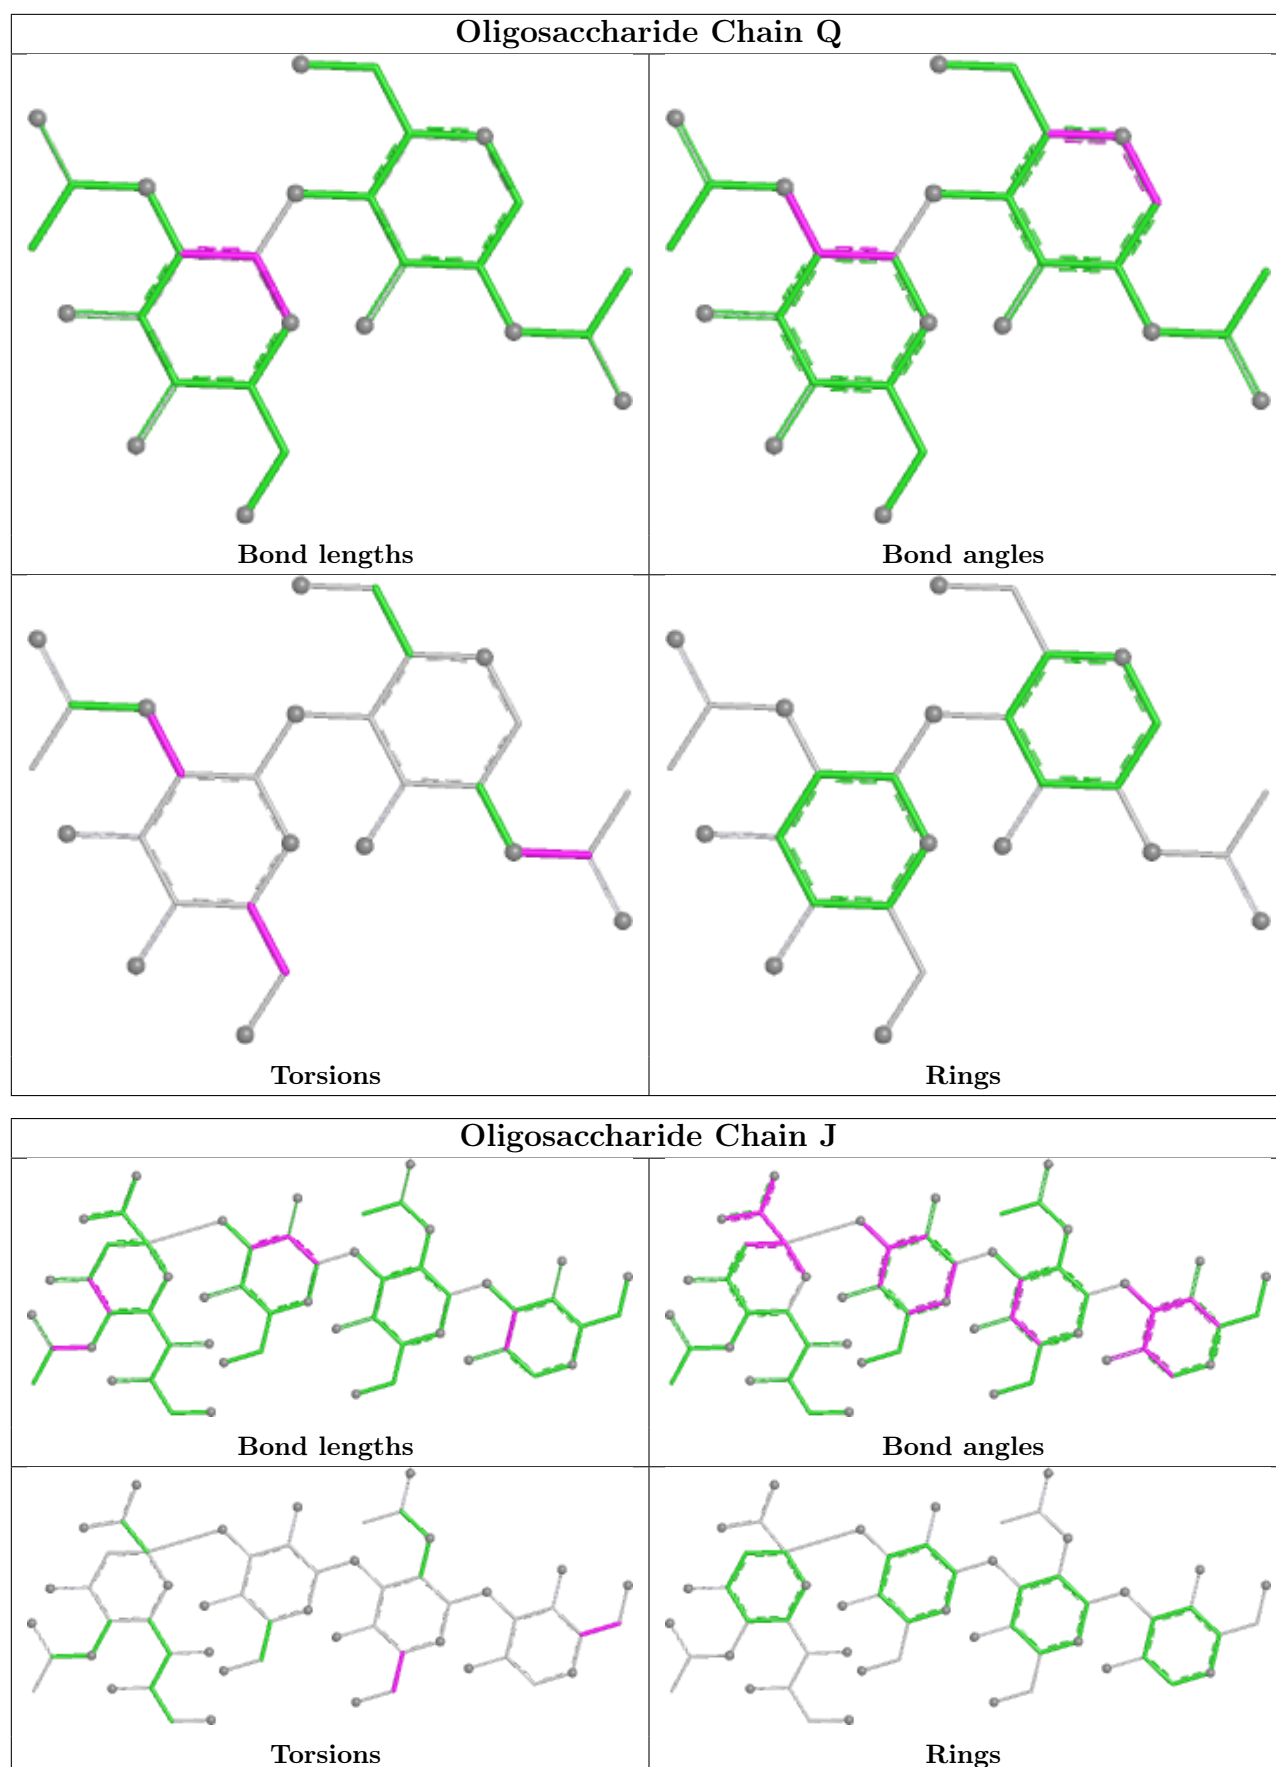 Oligosaccharide Chain Q
Bond lengths
Bond angles
Torsions
Rings
Oligosaccharide Chain J
Bond lengths
Bond angles
Torsions
Rings